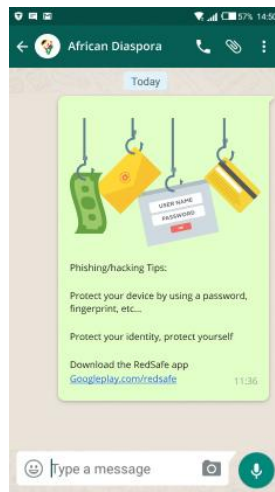 57% 14:50
African Diaspora
Today
USER NAME
PASSWORD
Phishing/hacking Tips:
Protect your device by using a password,
fingerprint, etc...
Protect your identity, protect yourself
Download the RedSafe app
Googleplay.com/redsafe
11:36
Type a message